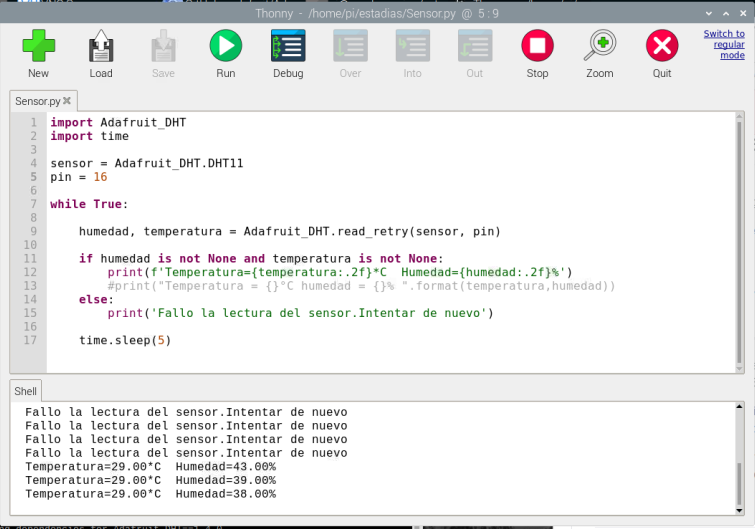 Thonny - /home/pi/estadias/Sensor.py @ 5:9
New Load Save Run Debug Over Into Out Stop Zoom Quit
Switch to
regular
mode
Sensor.py
1 import Adafruit_DHT
2 import time
3
4 sensor = Adafruit_DHT.DHT11
5 pin = 16
6
7 while True:
8
9     humedad, temperatura = Adafruit_DHT.read_retry(sensor, pin)
10
11     if humedad is not None and temperatura is not None:
12         print(f'Temperatura={temperatura:.2f}*C  Humedad={humedad:.2f}%')
13         #print("Temperatura = {}°C humedad = {}% ".format(temperatura,humedad))
14     else:
15         print('Fallo la lectura del sensor.Intentar de nuevo')
16
17     time.sleep(5)
Shell
Fallo la lectura del sensor.Intentar de nuevo
Fallo la lectura del sensor.Intentar de nuevo
Fallo la lectura del sensor.Intentar de nuevo
Fallo la lectura del sensor.Intentar de nuevo
Temperatura=29.00*C  Humedad=43.00%
Temperatura=29.00*C  Humedad=39.00%
Temperatura=29.00*C  Humedad=38.00%